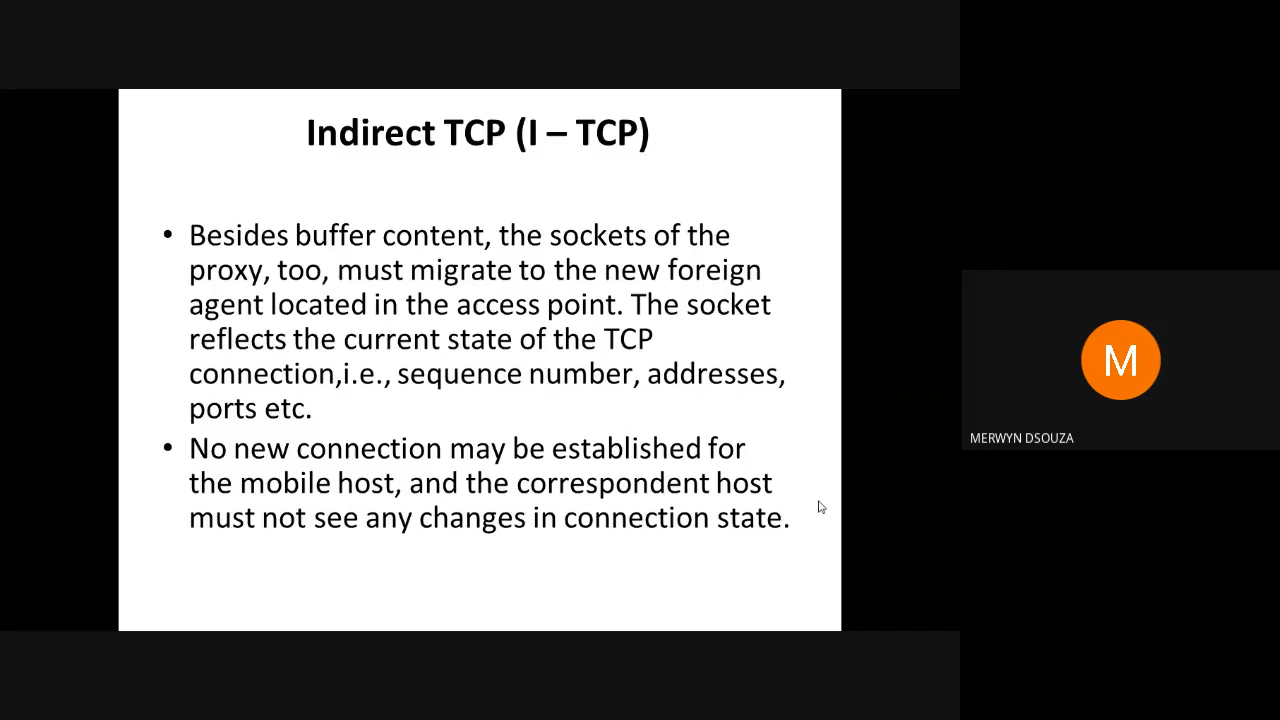 Indirect TCP (I – TCP)
• Besides buffer content, the sockets of the
proxy, too, must migrate to the new foreign
agent located in the access point. The socket
reflects the current state of the TCP
connection,i.e., sequence number, addresses,
ports etc.
• No new connection may be established for
the mobile host, and the correspondent host
must not see any changes in connection state.
M
MERWYN DSOUZA